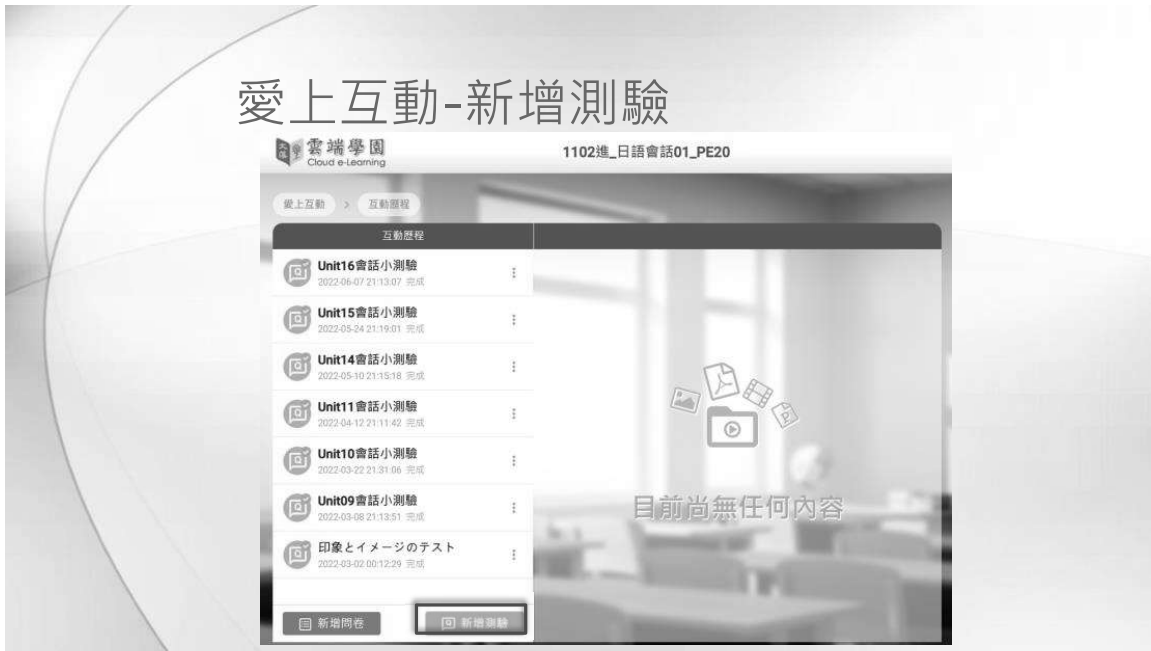 愛上互動-新增測驗
雲端學園
Cloud e-Learning
1102進_日語會話01_PE20
愛上互動 > 互動歷程
互動歷程
Unit16會話小測驗
2022-06-07 21:13:07 完成
Unit15會話小測驗
2022-05-24 21:19:01 完成
Unit14會話小測驗
2022-05-10 21:15:18 完成
Unit11會話小測驗
2022-04-12 21:11:42 完成
Unit10會話小測驗
2022-03-22 21:31:06 完成
Unit09會話小測驗
2022-03-08 21:13:51 完成
印象とイメージのテスト
2022-03-02 00:12:29 完成
目前尚無任何內容
新增問卷
新增測驗